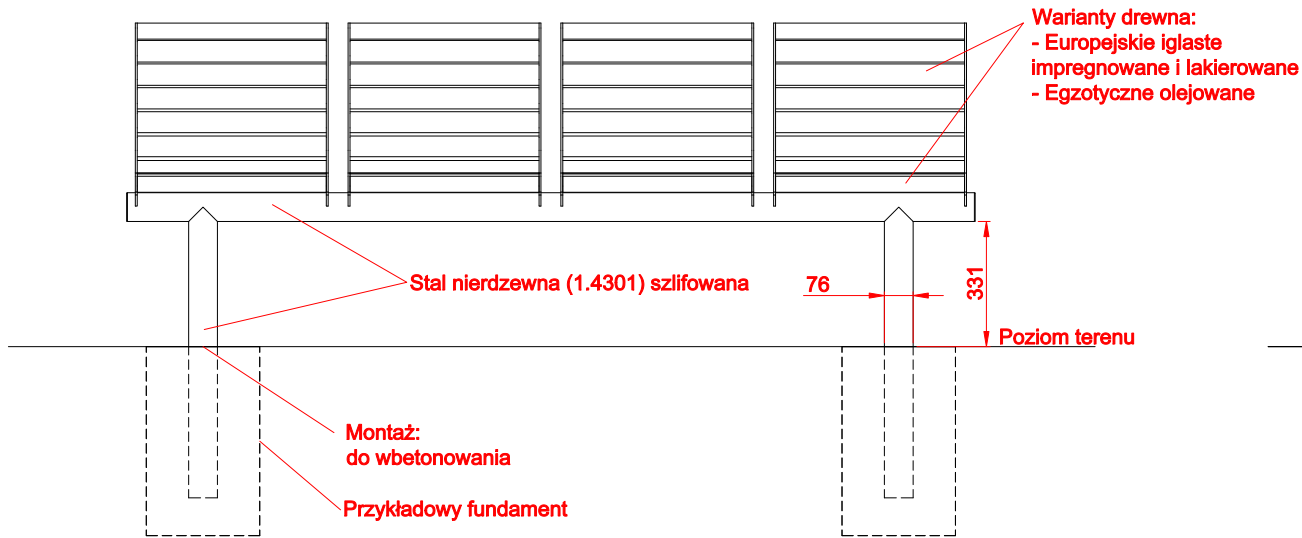 Warianty drewna:
- Europejskie iglaste
impregnowane i lakierowane
- Egzotyczne olejowane
Stal nierdzewna (1.4301) szlifowana
76
331
Poziom terenu
Montaż:
do wbetonowania
Przykładowy fundament